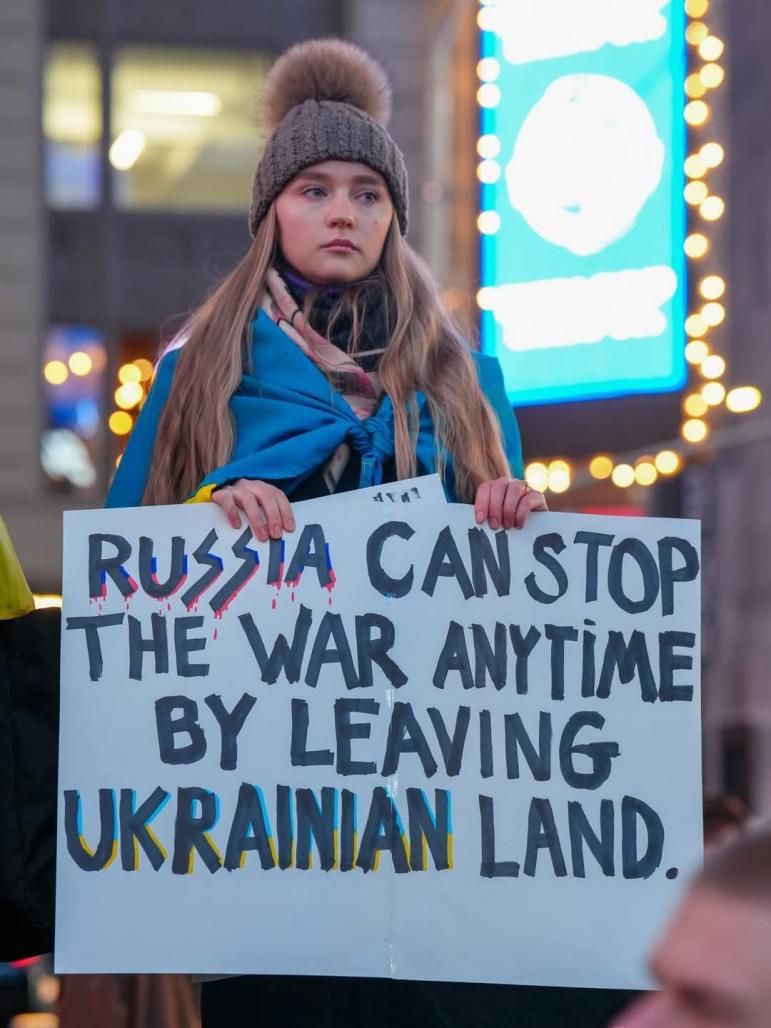 RUSSIA CAN STOP
THE WAR ANYTIME
BY LEAVING
UKRAINIAN LAND.